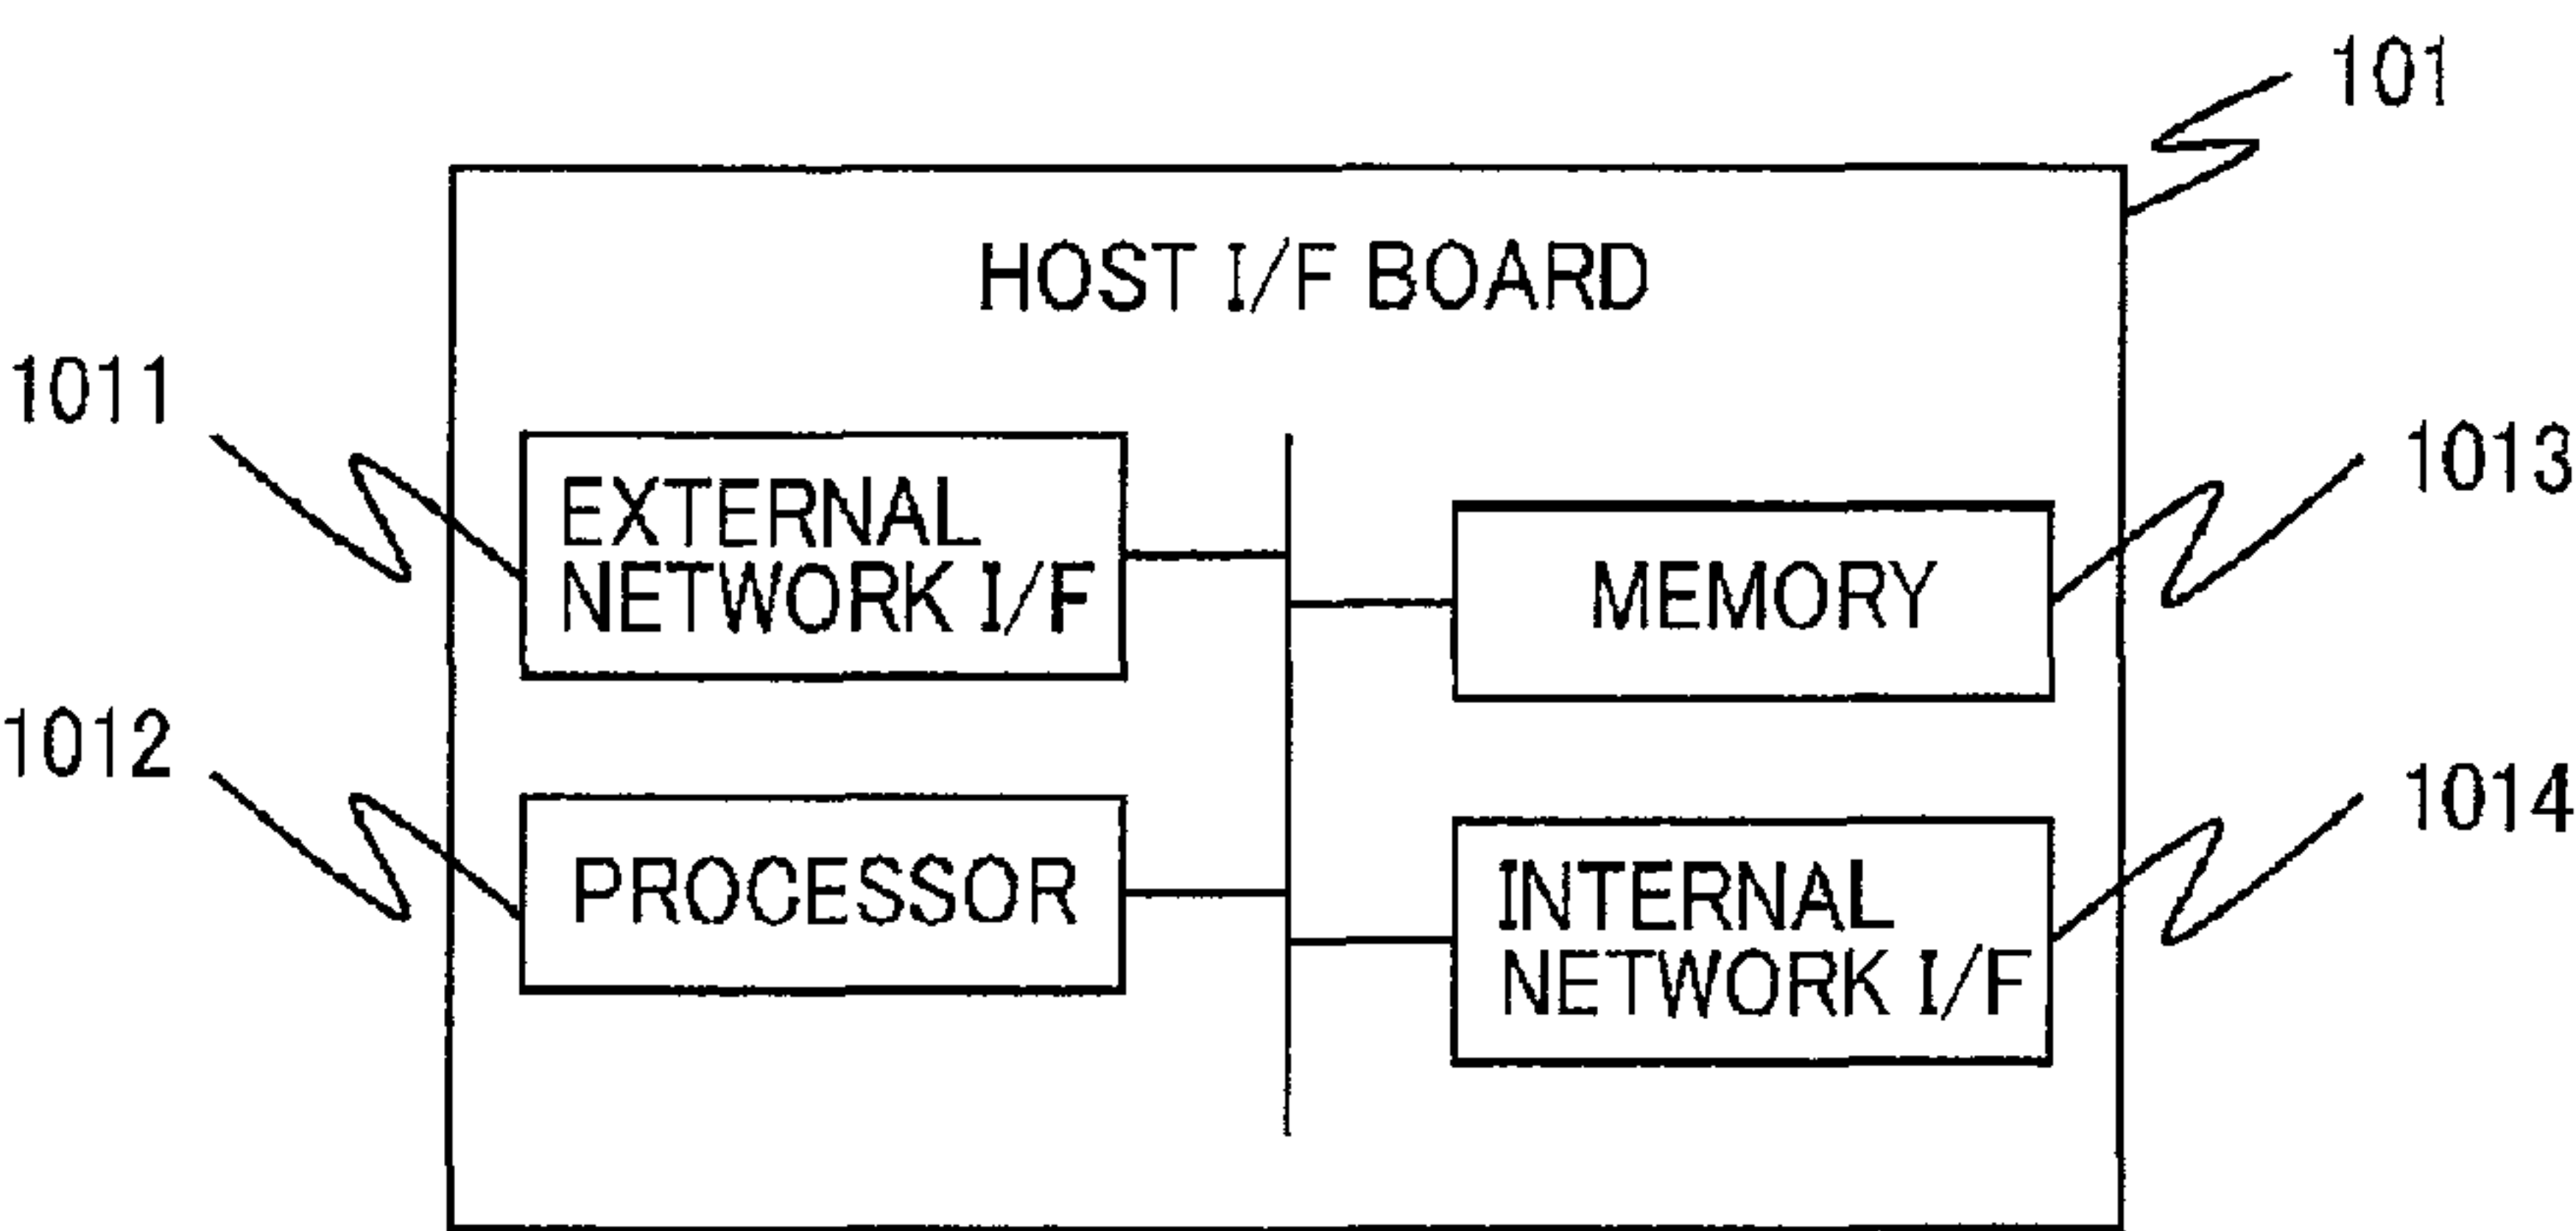 101
HOST I/F BOARD
1011
EXTERNAL
NETWORK I/F
1013
MEMORY
1012
PROCESSOR
1014
INTERNAL
NETWORK I/F